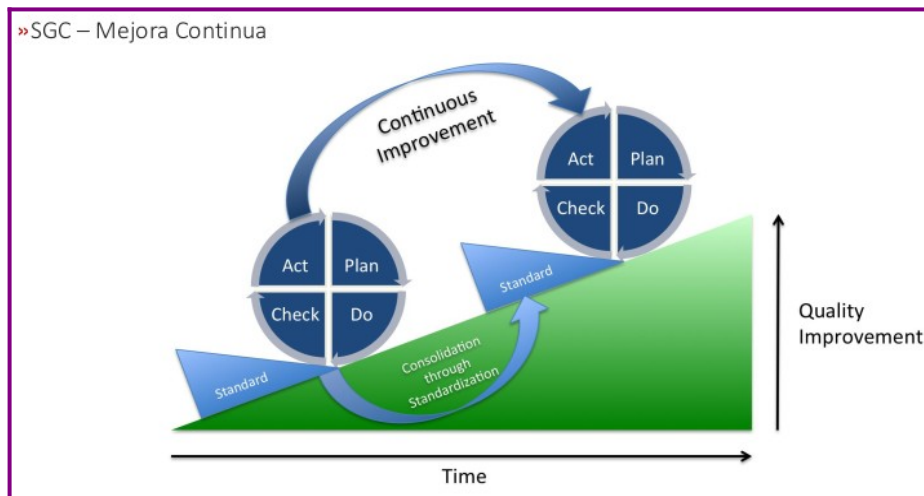 »SGC – Mejora Continua
Continuous
Improvement
Act
Plan
Check
Do
Act
Plan
Check
Do
Standard
Standard
Consolidation
through
Standardization
Quality
Improvement
Time